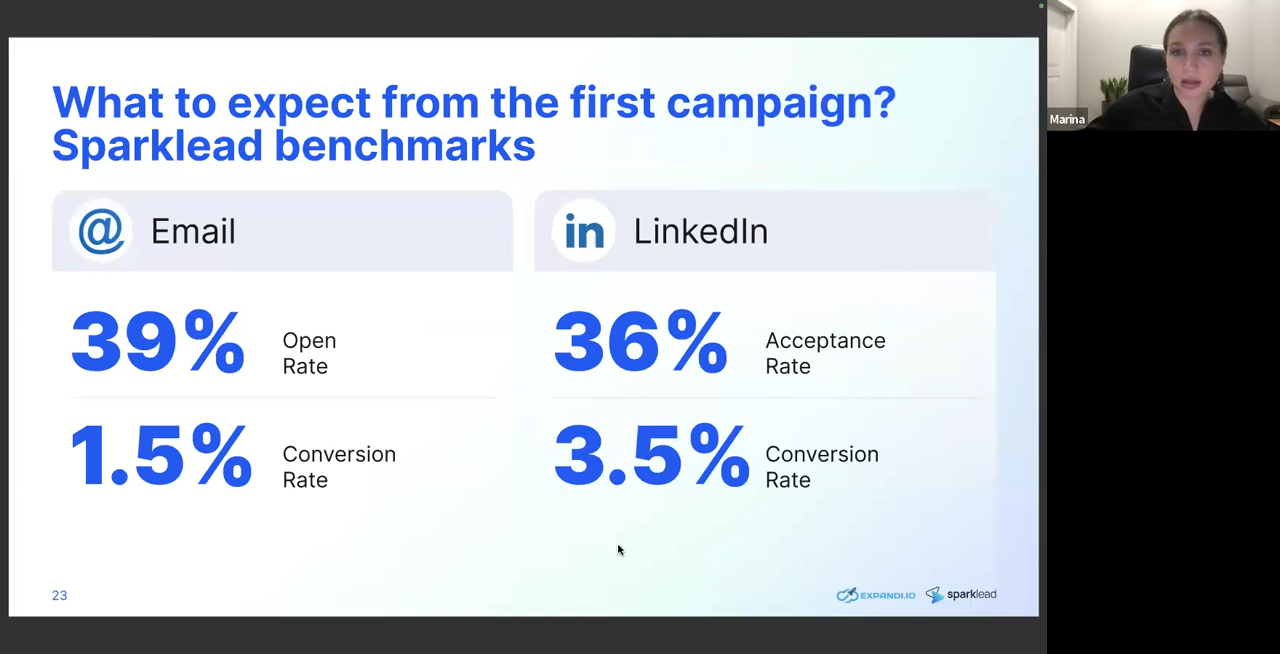 What to expect from the first campaign?
Sparklead benchmarks
@ Email
in LinkedIn
39% Open
Rate
36% Acceptance
Rate
1.5% Conversion
Rate
3.5% Conversion
Rate
23
EXPANDI.IO
sparklead
Marina